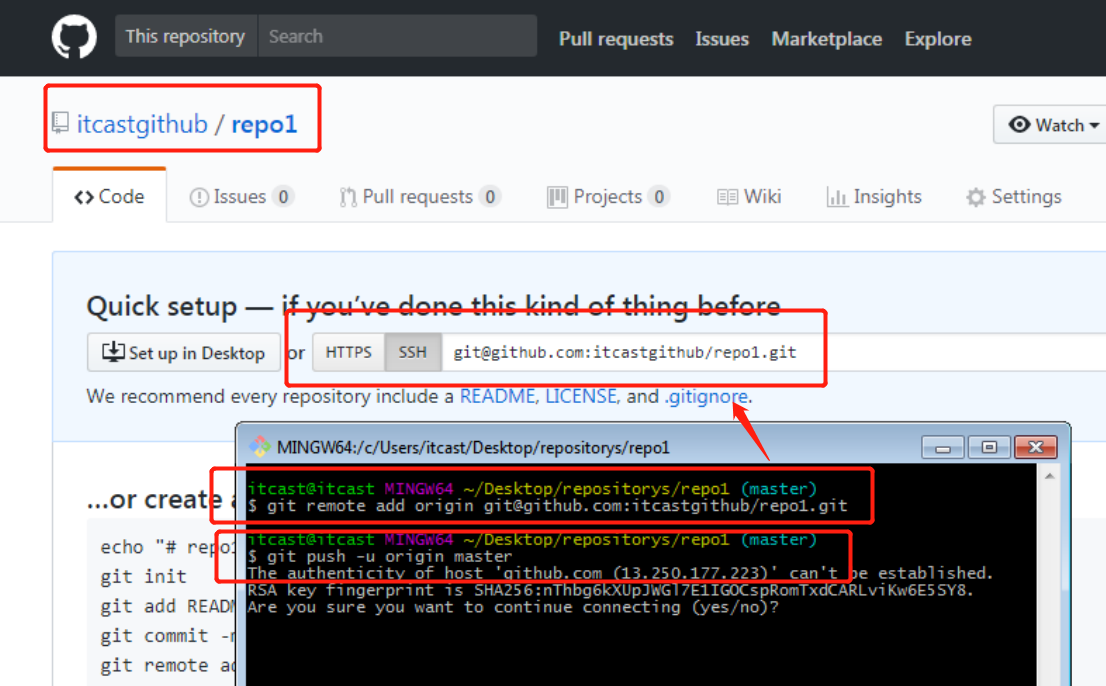 This repository Search Pull requests Issues Marketplace Explore
itcastgithub / repo1 Watch
Code Issues 0 Pull requests 0 Projects 0 Wiki Insights Settings
Quick setup — if you've done this kind of thing before
Set up in Desktop or HTTPS SSH git@github.com:itcastgithub/repo1.git
We recommend every repository include a README, LICENSE, and .gitignore.
...or create
echo "# repo1
git init
git add READM
git commit -m
git remote ad
MINGW64:/c/Users/itcast/Desktop/repositorys/repo1
itcast@itcast MINGW64 ~/Desktop/repositorys/repo1 (master)
$ git remote add origin git@github.com:itcastgithub/repo1.git
itcast@itcast MINGW64 ~/Desktop/repositorys/repo1 (master)
$ git push -u origin master
The authenticity of host 'github.com (13.250.177.223)' can't be established.
RSA key fingerprint is SHA256:nThbg6kXUpJWGl7E1IGOCspRomTxdCARLviKw6E5SY8.
Are you sure you want to continue connecting (yes/no)?